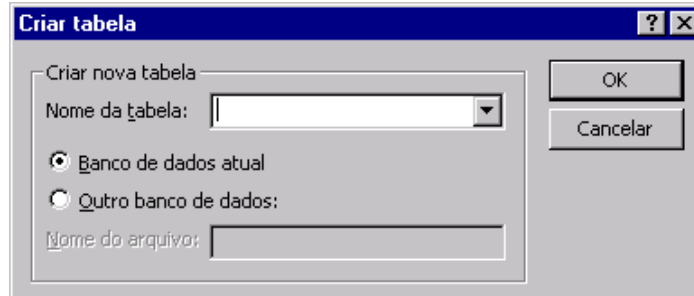 Criar tabela
Criar nova tabela
Nome da tabela:
Banco de dados atual
Outro banco de dados:
Nome do arquivo:
OK
Cancelar